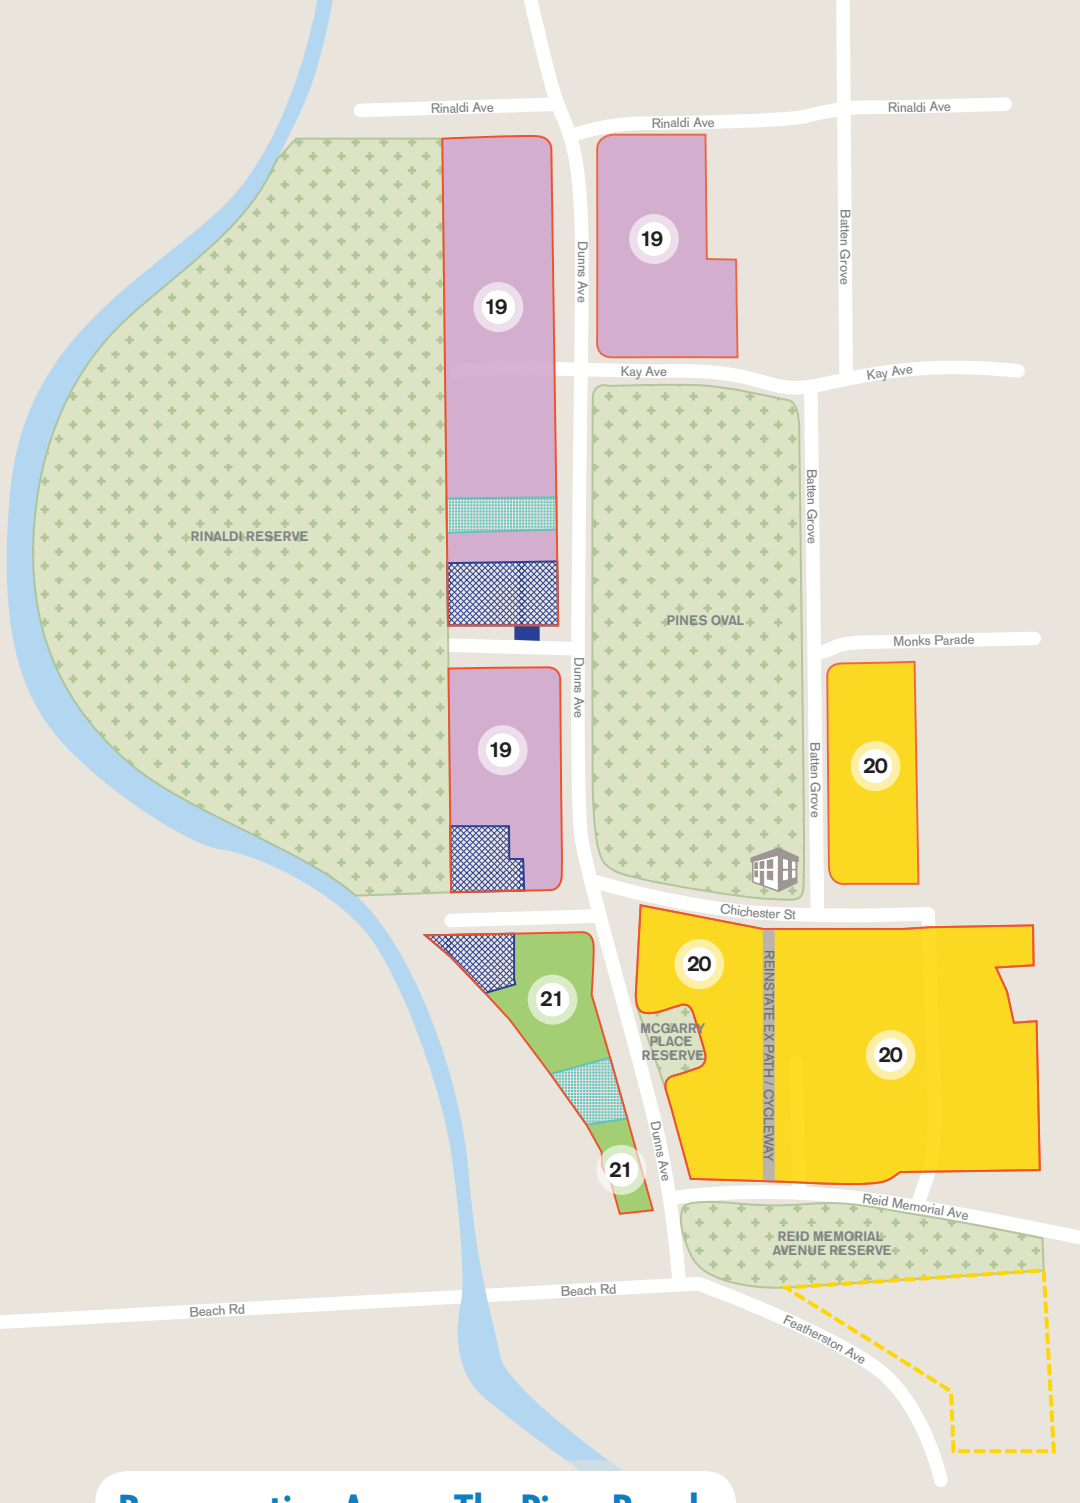 Rinaldi Ave
Rinaldi Ave
Rinaldi Ave
Batten Grove
19
Dunns Ave
19
Kay Ave
Kay Ave
Batten Grove
RINALDI RESERVE
PINES OVAL
Monks Parade
Dunns Ave
19
20
Batten Grove
Chichester St
20
21
REINSTATE EX PATH / CYCLEWAY
MCGARRY
PLACE
RESERVE
20
Dunns Ave
21
Reid Memorial Ave
REID MEMORIAL
AVENUE RESERVE
Beach Rd
Beach Rd
Featherston Ave